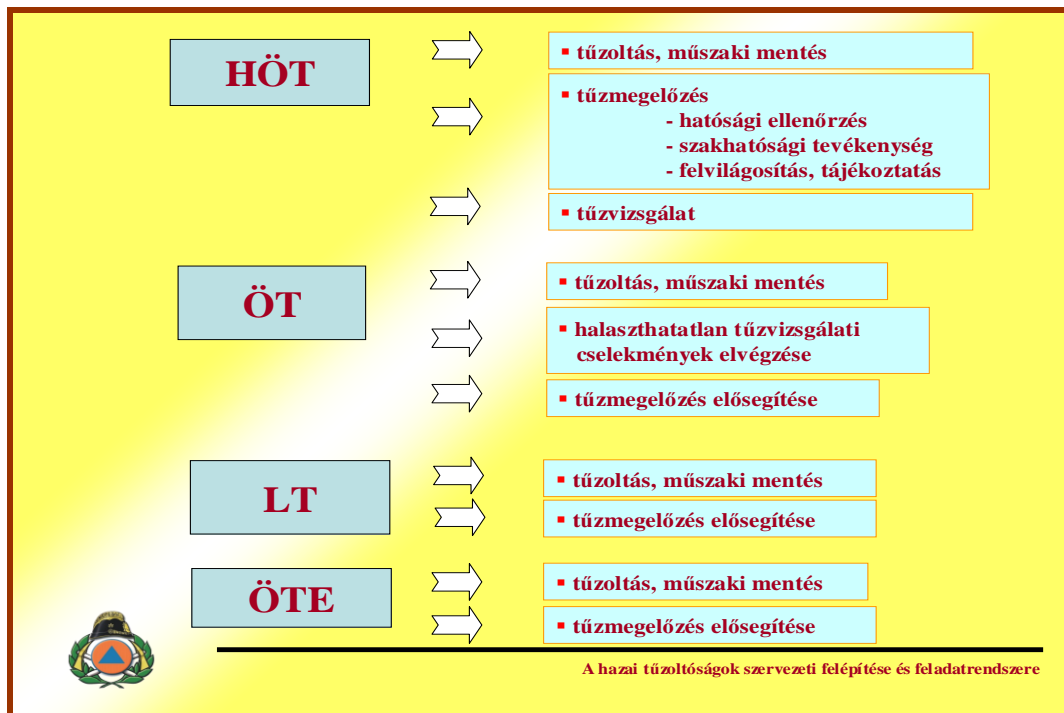 HÖT
▪ tűzoltás, műszaki mentés
▪ tűzmegelőzés
- hatósági ellenőrzés
- szakhatósági tevékenység
- felvilágosítás, tájékoztatás
▪ tűzvizsgálat
ÖT
▪ tűzoltás, műszaki mentés
▪ halaszthatatlan tűzvizsgálati
cselekmények elvégzése
▪ tűzmegelőzés elősegítése
LT
▪ tűzoltás, műszaki mentés
▪ tűzmegelőzés elősegítése
ÖTE
▪ tűzoltás, műszaki mentés
▪ tűzmegelőzés elősegítése
A hazai tűzoltóságok szervezeti felépítése és feladatrendszere